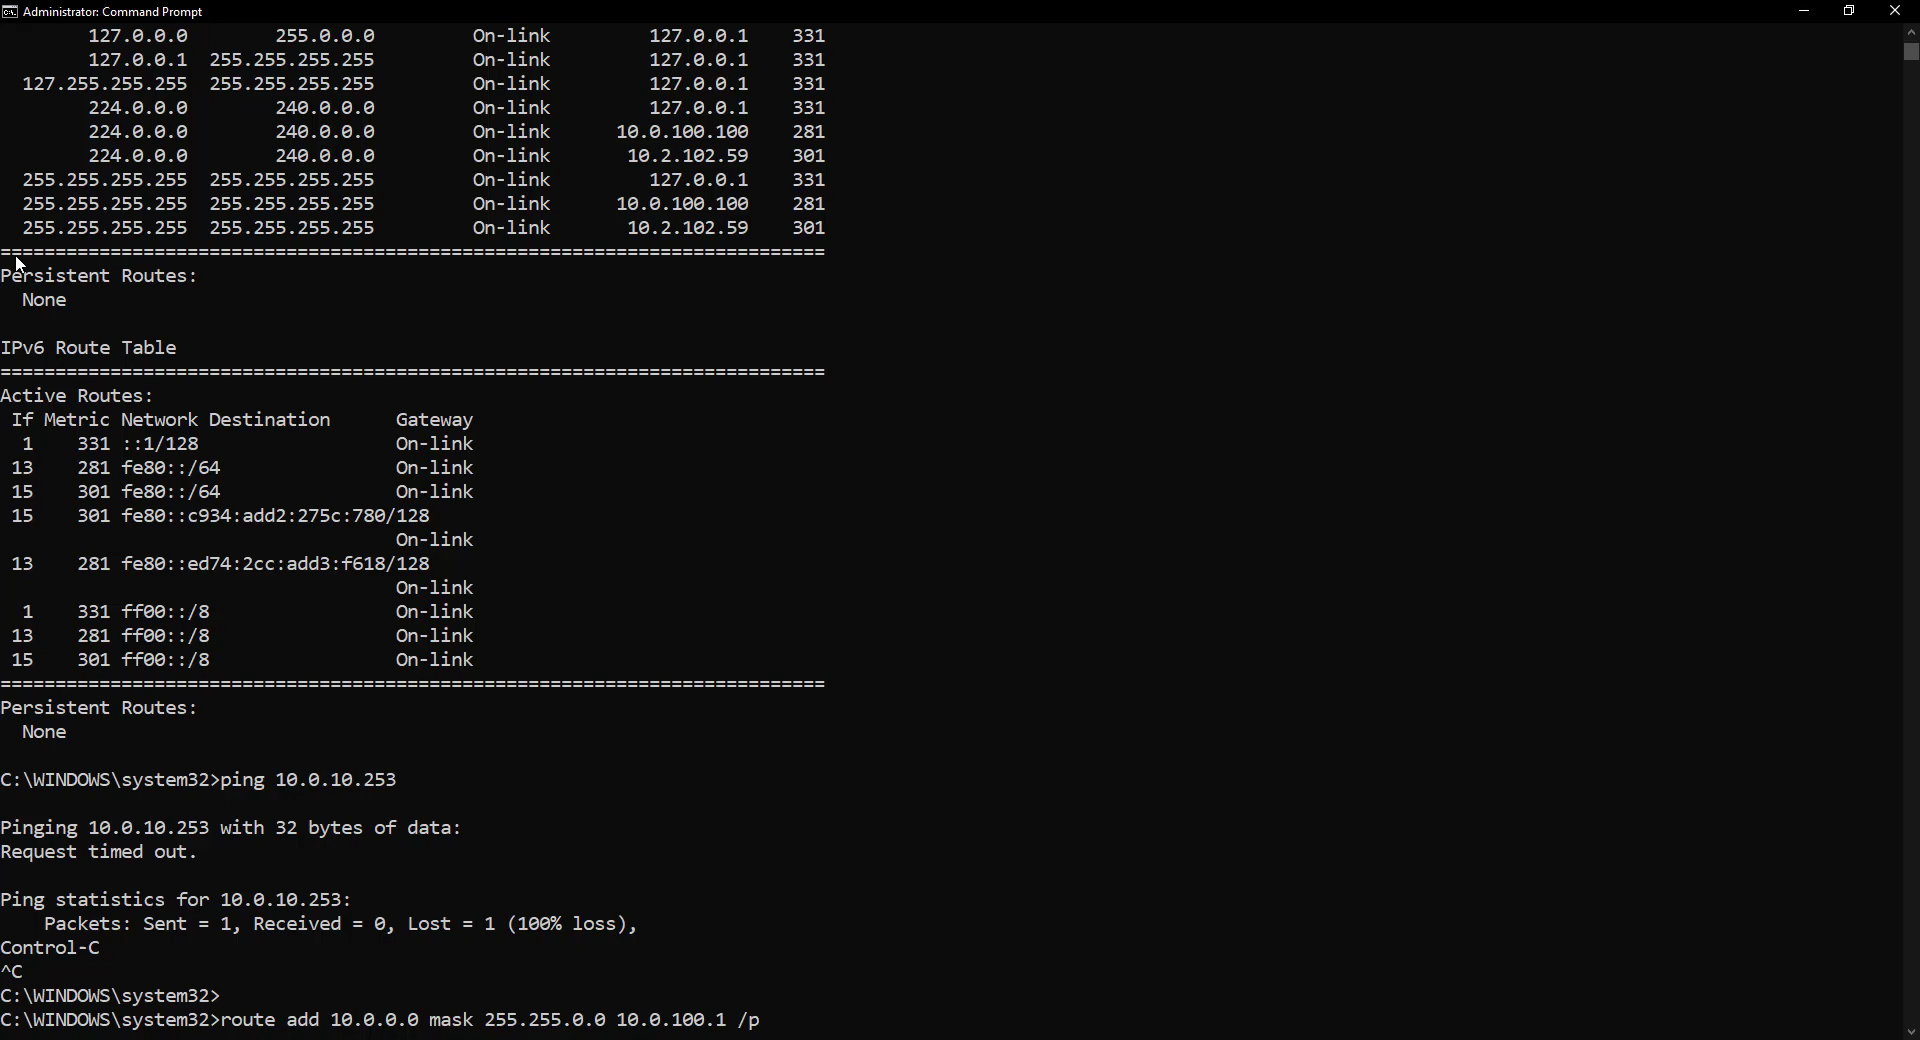 Administrator: Command Prompt
127.0.0.0 255.0.0.0 On-link 127.0.0.1 331
127.0.0.1 255.255.255.255 On-link 127.0.0.1 331
127.255.255.255 255.255.255.255 On-link 127.0.0.1 331
224.0.0.0 240.0.0.0 On-link 127.0.0.1 331
224.0.0.0 240.0.0.0 On-link 10.0.100.100 281
224.0.0.0 240.0.0.0 On-link 10.2.102.59 301
255.255.255.255 255.255.255.255 On-link 127.0.0.1 331
255.255.255.255 255.255.255.255 On-link 10.0.100.100 281
255.255.255.255 255.255.255.255 On-link 10.2.102.59 301
===========================================================================
Persistent Routes:
None
IPv6 Route Table
===========================================================================
Active Routes:
If Metric Network Destination Gateway
1 331 ::1/128 On-link
13 281 fe80::/64 On-link
15 301 fe80::/64 On-link
15 301 fe80::c934:add2:275c:780/128
On-link
13 281 fe80::ed74:2cc:add3:f618/128
On-link
1 331 ff00::/8 On-link
13 281 ff00::/8 On-link
15 301 ff00::/8 On-link
===========================================================================
Persistent Routes:
None
C:\WINDOWS\system32>ping 10.0.10.253
Pinging 10.0.10.253 with 32 bytes of data:
Request timed out.
Ping statistics for 10.0.10.253:
Packets: Sent = 1, Received = 0, Lost = 1 (100% loss),
Control-C
^C
C:\WINDOWS\system32>
C:\WINDOWS\system32>route add 10.0.0.0 mask 255.255.0.0 10.0.100.1 /p